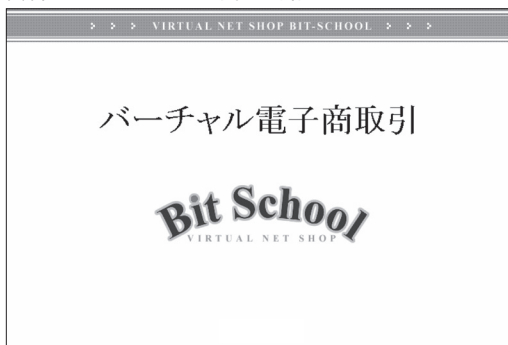 > > > VIRTUAL NET SHOP BIT-SCHOOL > > >
バーチャル電子商取引
Bit School
VIRTUAL NET SHOP